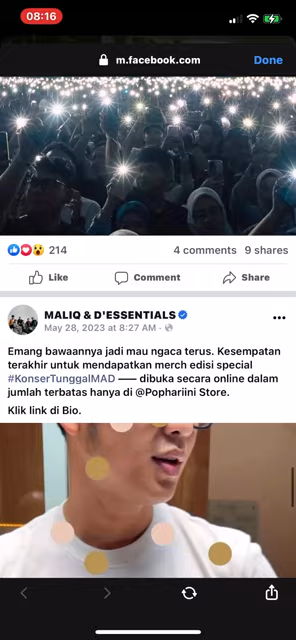 08:16
m.facebook.com
Done
214
4 comments 9 shares
Like
Comment
Share
MALIQ & D'ESSENTIALS
May 28, 2023 at 8:27 AM ·
Emang bawaannya jadi mau ngaca terus. Kesempatan
terakhir untuk mendapatkan merch edisi special
#KonserTunggalMAD —— dibuka secara online dalam
jumlah terbatas hanya di @Pophariini Store.
Klik link di Bio.